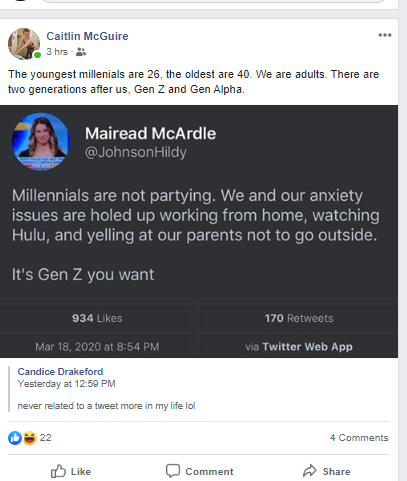 Caitlin McGuire
3 hrs ·
The youngest millenials are 26, the oldest are 40. We are adults. There are
two generations after us, Gen Z and Gen Alpha.
Mairead McArdle
@JohnsonHildy
Millennials are not partying. We and our anxiety
issues are holed up working from home, watching
Hulu, and yelling at our parents not to go outside.
It's Gen Z you want
934 Likes
170 Retweets
Mar 18, 2020 at 8:54 PM
via Twitter Web App
Candice Drakeford
Yesterday at 12:59 PM
never related to a tweet more in my life lol
22
4 Comments
Like
Comment
Share